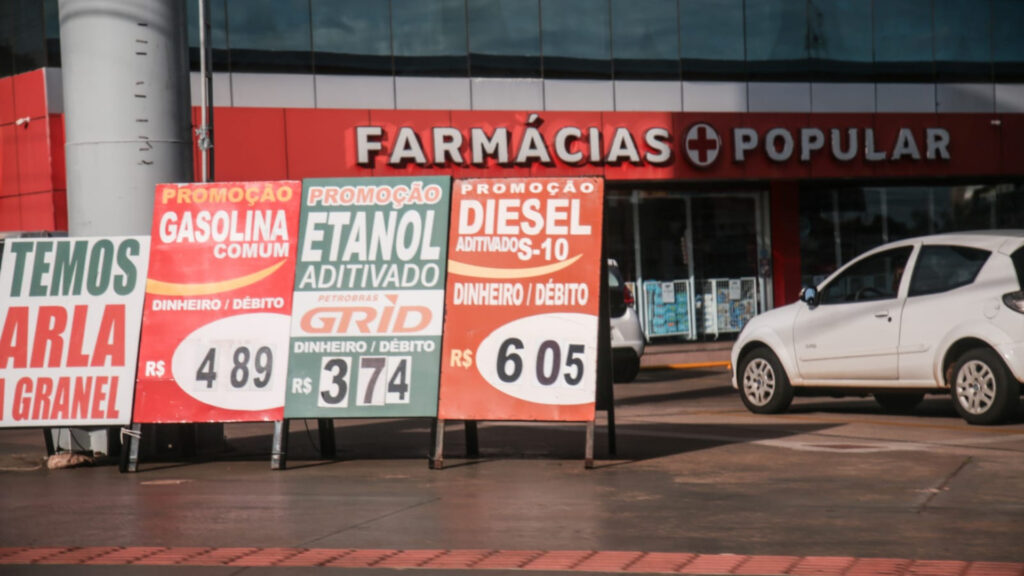 FARMÁCIAS POPULAR
TEMOS
ARLA
A GRANEL
PROMOÇÃO
GASOLINA
COMUM
DINHEIRO / DÉBITO
R$ 4 89
PROMOÇÃO
ETANOL
ADITIVADO
PETROBRAS
GRID
DINHEIRO / DÉBITO
R$ 3 74
PROMOÇÃO
DIESEL
ADITIVADO S-10
DINHEIRO / DÉBITO
R$ 6 05